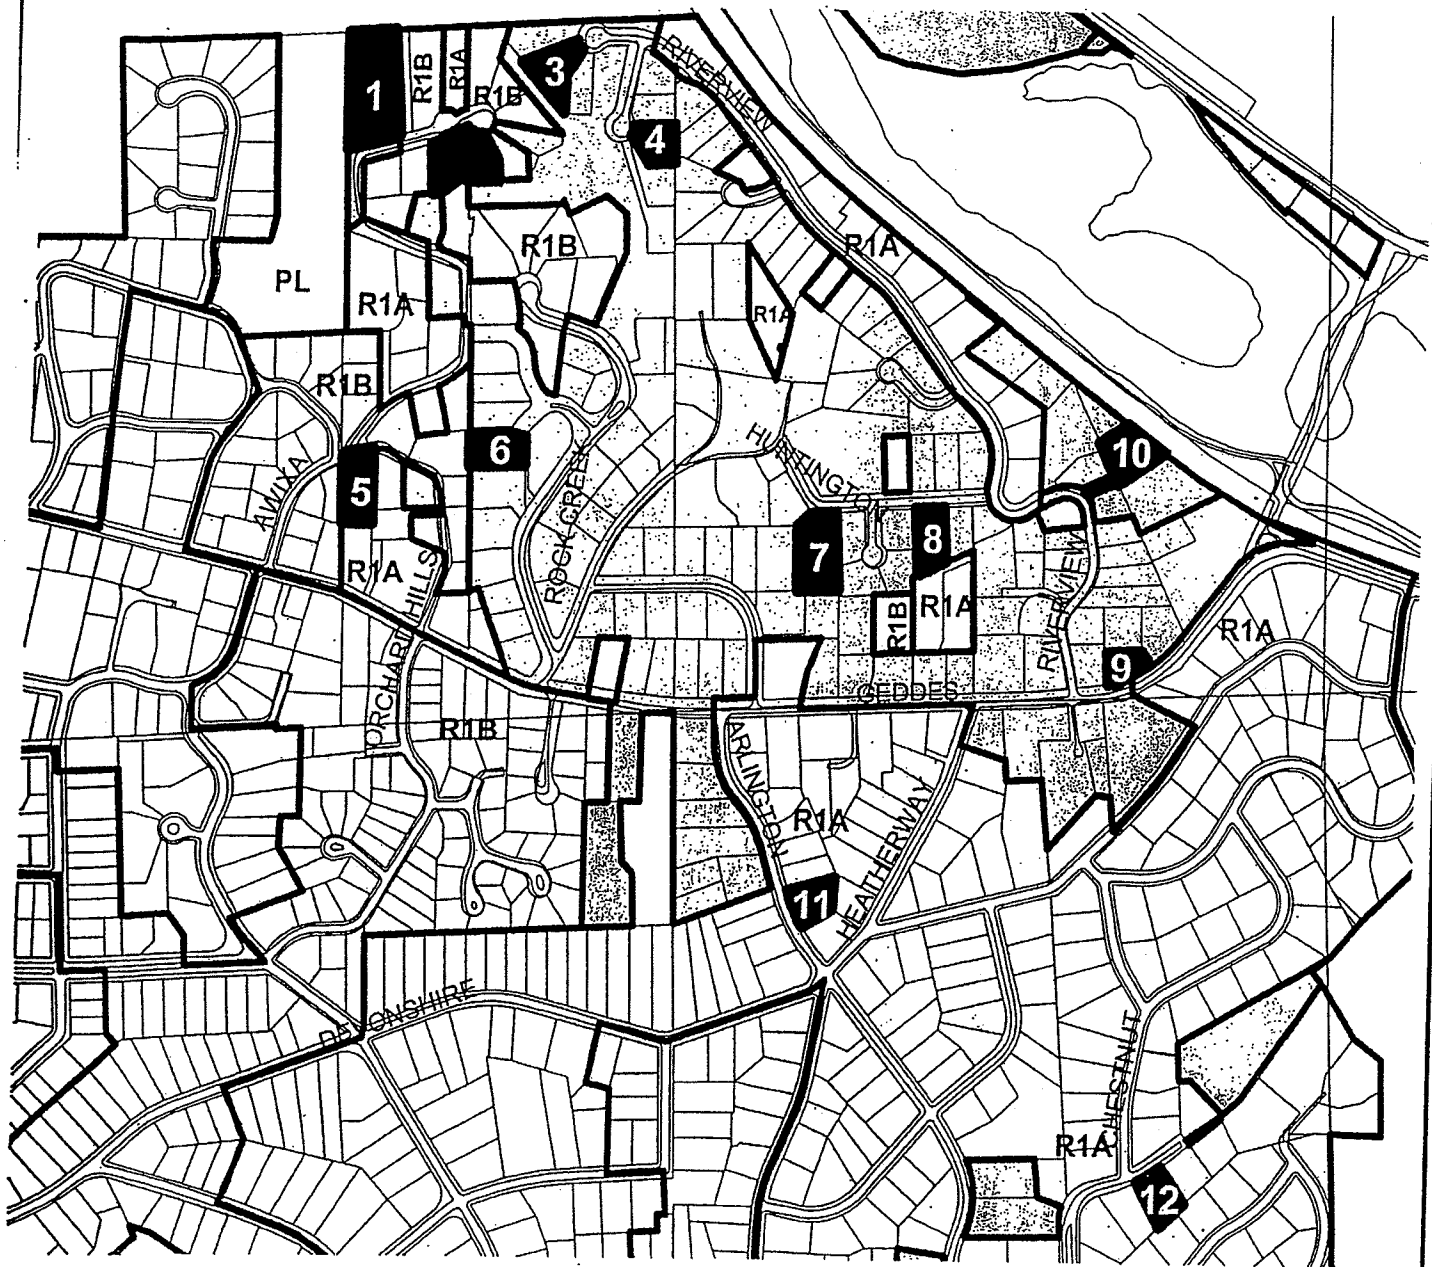 1
R1B
R1A
R1B
3
RIVERVIEW
4
R1B
R1A
PL
R1A
R1A
R1B
HUNTINGTO
6
10
AWIXA
5
ROCK CREEK
7
8
R1A
ORCHARD HILLS
R1B
R1A
RIVERVIEW
R1A
9
GEDDES
R1B
ARLINGTON
R1A
HEATHERWAY
11
DEVONSHIRE
CHESTNUT
R1A
12